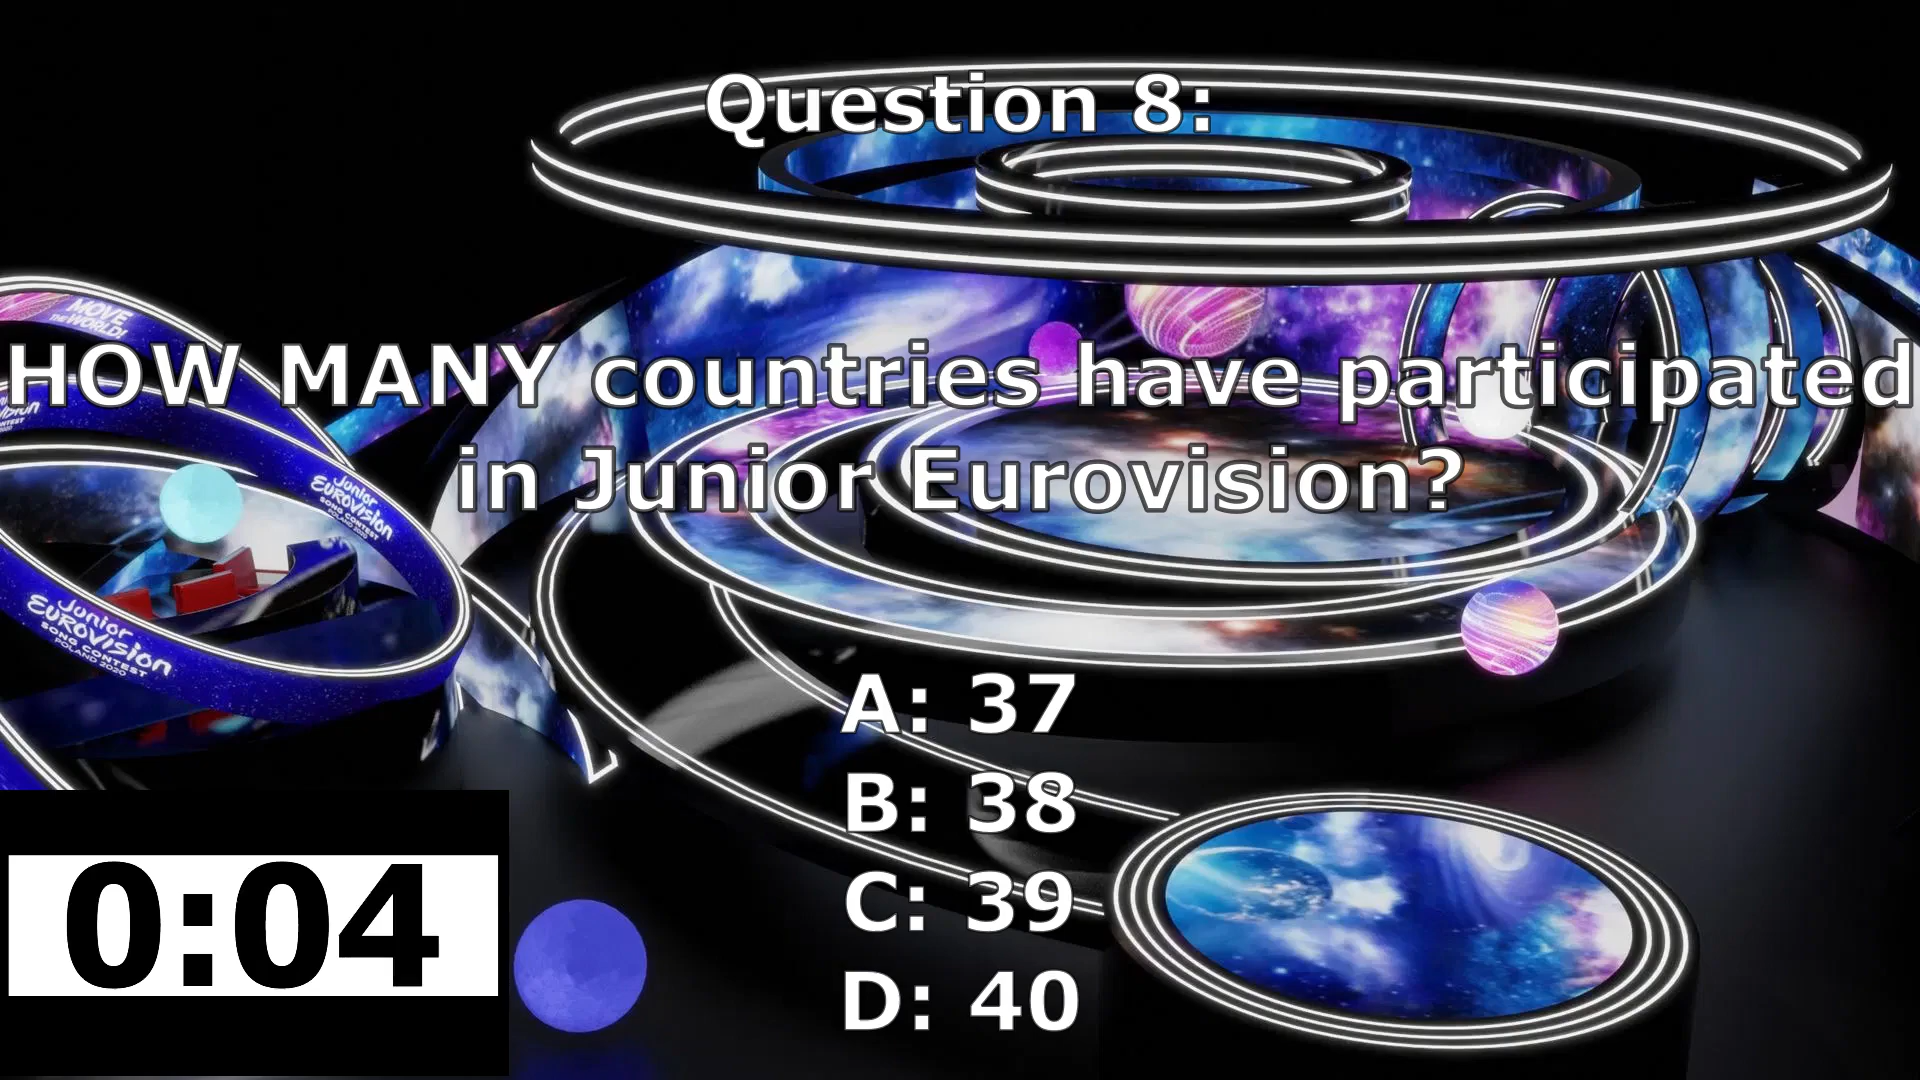 Question 8:
HOW MANY countries have participated
in Junior Eurovision?
A: 37
B: 38
C: 39
D: 40
0:04
MOVE
THE WORLD!
Junior
EUROVISION
SONG CONTEST
POLAND 2020
Junior
EUROVISION
SONG CONTEST
POLAND 2020